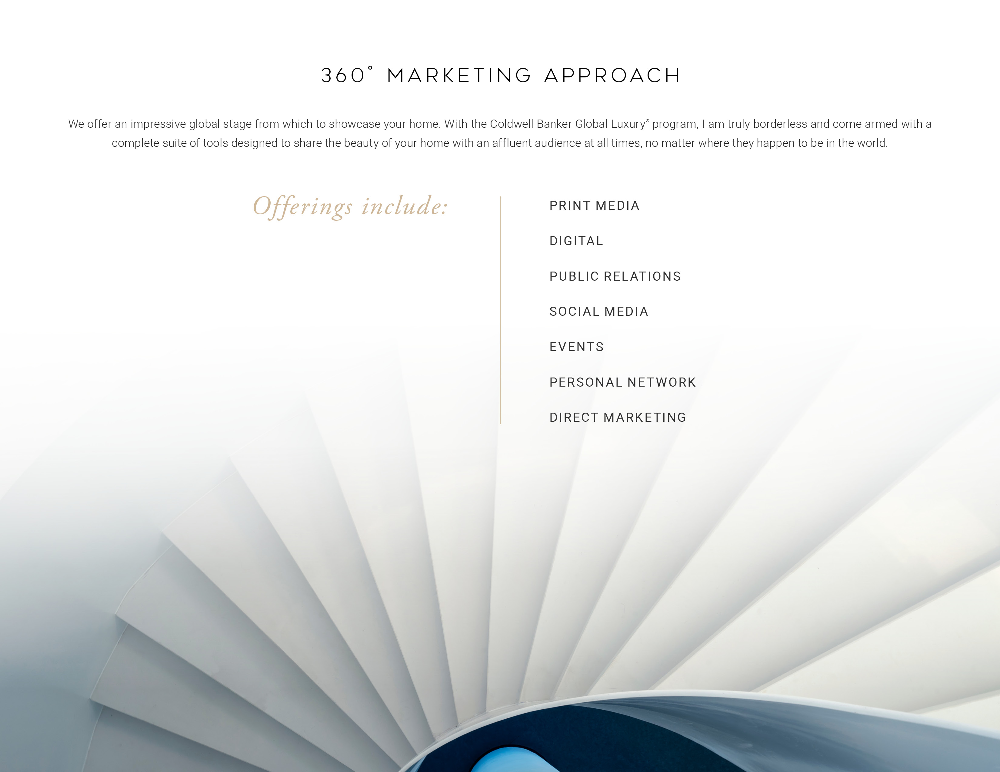 360° MARKETING APPROACH
We offer an impressive global stage from which to showcase your home. With the Coldwell Banker Global Luxury® program, I am truly borderless and come armed with a
complete suite of tools designed to share the beauty of your home with an affluent audience at all times, no matter where they happen to be in the world.
Offerings include:
PRINT MEDIA
DIGITAL
PUBLIC RELATIONS
SOCIAL MEDIA
EVENTS
PERSONAL NETWORK
DIRECT MARKETING